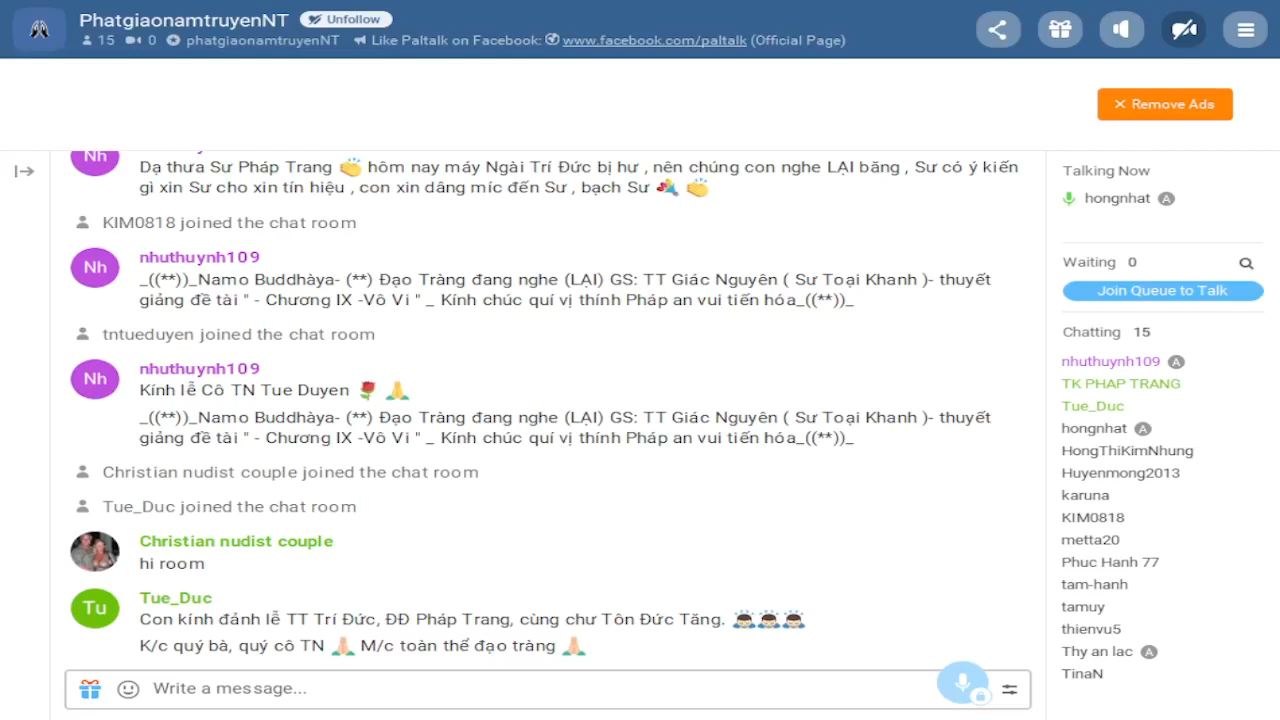 PhatgiaonamtruyenNT Unfollow
15 0 phatgiaonamtruyenNT Like Paltalk on Facebook: www.facebook.com/paltalk (Official Page)
Remove Ads
Nh
Dạ thưa Sư Pháp Trang 👏 hôm nay máy Ngài Trí Đức bị hư , nên chúng con nghe LẠI băng , Sư có ý kiến
gì xin Sư cho xin tín hiệu , con xin dâng míc đến Sư , bạch Sư 💐 👏
KIM0818 joined the chat room
Nh
nhuthuynh109
_((**))_Namo Buddhàya- (**) Đạo Tràng đang nghe (LẠI) GS: TT Giác Nguyên ( Sư Toại Khanh )- thuyết
giảng đề tài " - Chương IX -Vô Vi " _ Kính chúc quí vị thính Pháp an vui tiến hóa_((**))_
tntueduyen joined the chat room
Nh
nhuthuynh109
Kính lễ Cô TN Tue Duyen 🌹 🙏
_((**))_Namo Buddhàya- (**) Đạo Tràng đang nghe (LẠI) GS: TT Giác Nguyên ( Sư Toại Khanh )- thuyết
giảng đề tài " - Chương IX -Vô Vi " _ Kính chúc quí vị thính Pháp an vui tiến hóa_((**))_
Christian nudist couple joined the chat room
Tue_Duc joined the chat room
Christian nudist couple
hi room
Tu
Tue_Duc
Con kính đảnh lễ TT Trí Đức, ĐĐ Pháp Trang, cùng chư Tôn Đức Tăng. 🙇🙇🙇
K/c quý bà, quý cô TN 🙏 M/c toàn thể đạo tràng 🙏
Write a message...
Talking Now
hongnhat A
Waiting 0
Join Queue to Talk
Chatting 15
nhuthuynh109 A
TK PHAP TRANG
Tue_Duc
hongnhat A
HongThiKimNhung
Huyenmong2013
karuna
KIM0818
metta20
Phuc Hanh 77
tam-hanh
tamuy
thienvu5
Thy an lac A
TinaN